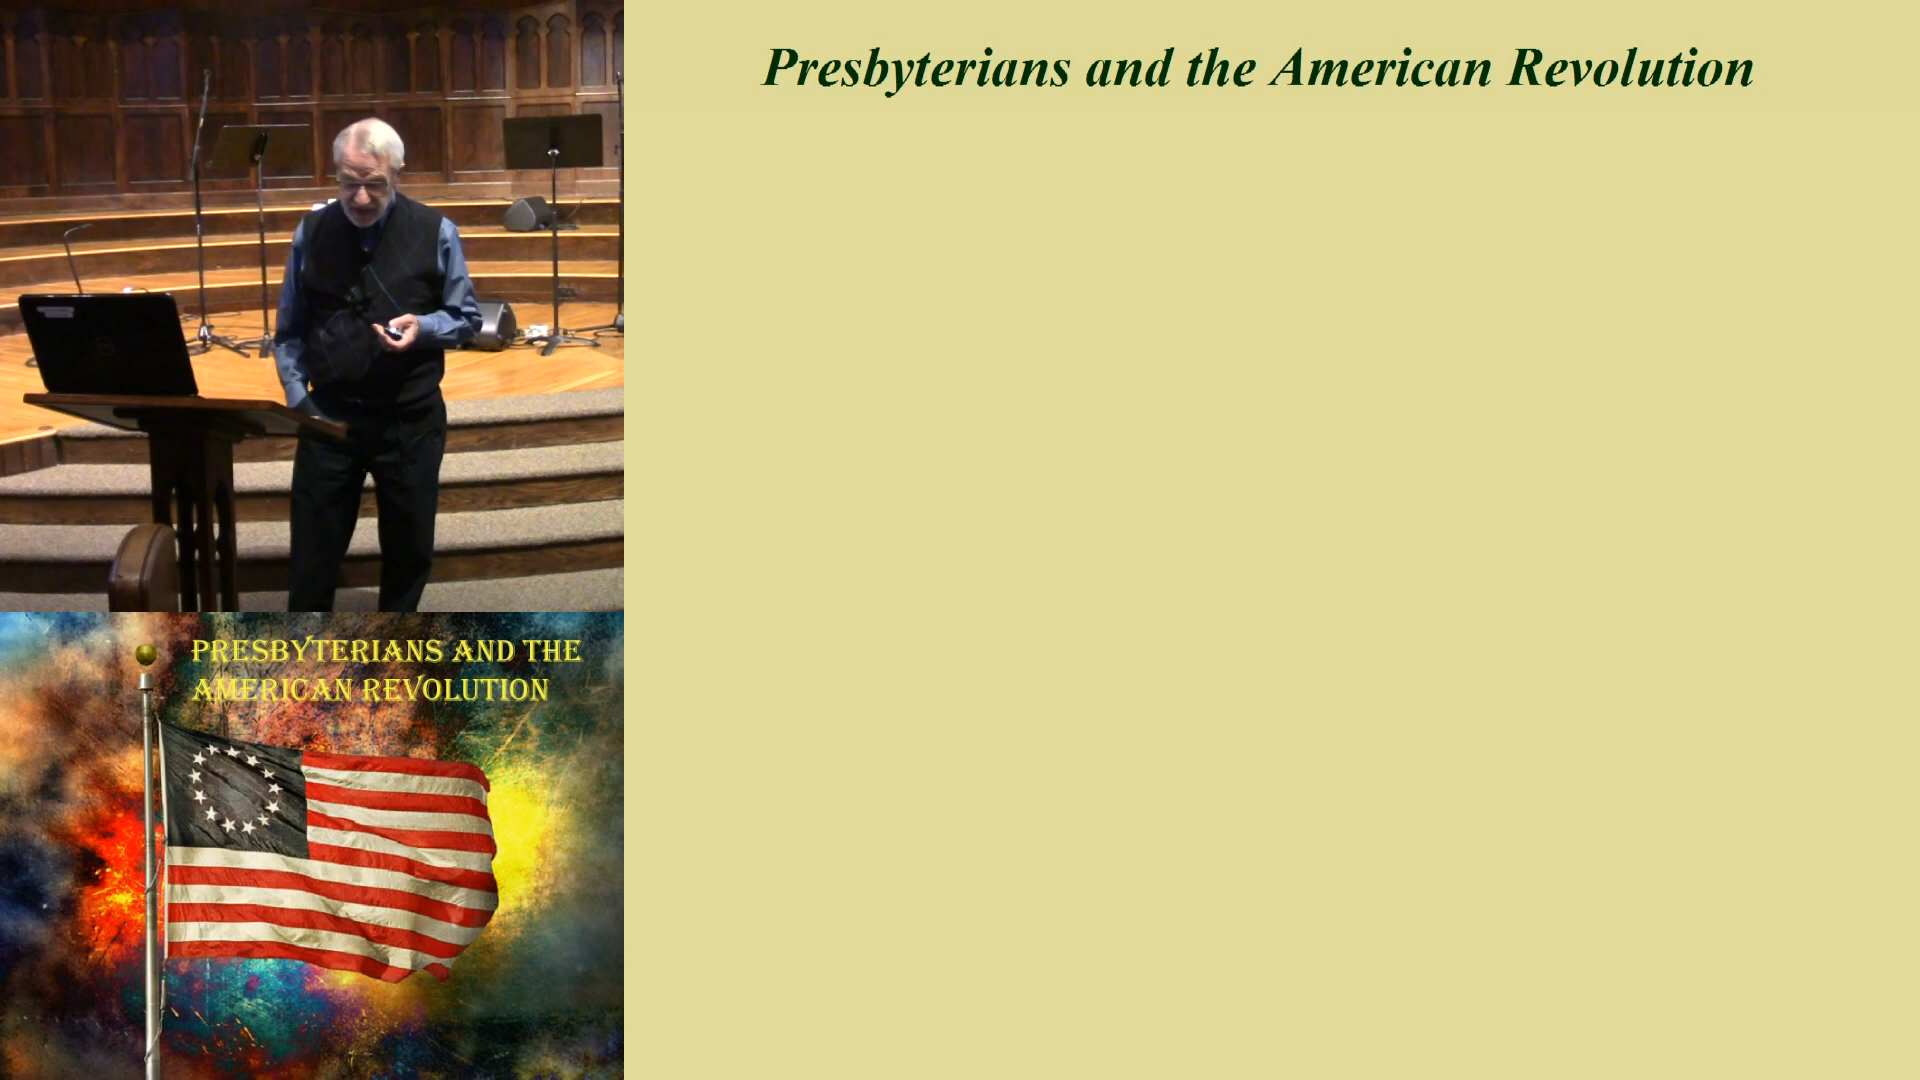 Presbyterians and the American Revolution
PRESBYTERIANS AND THE
AMERICAN REVOLUTION